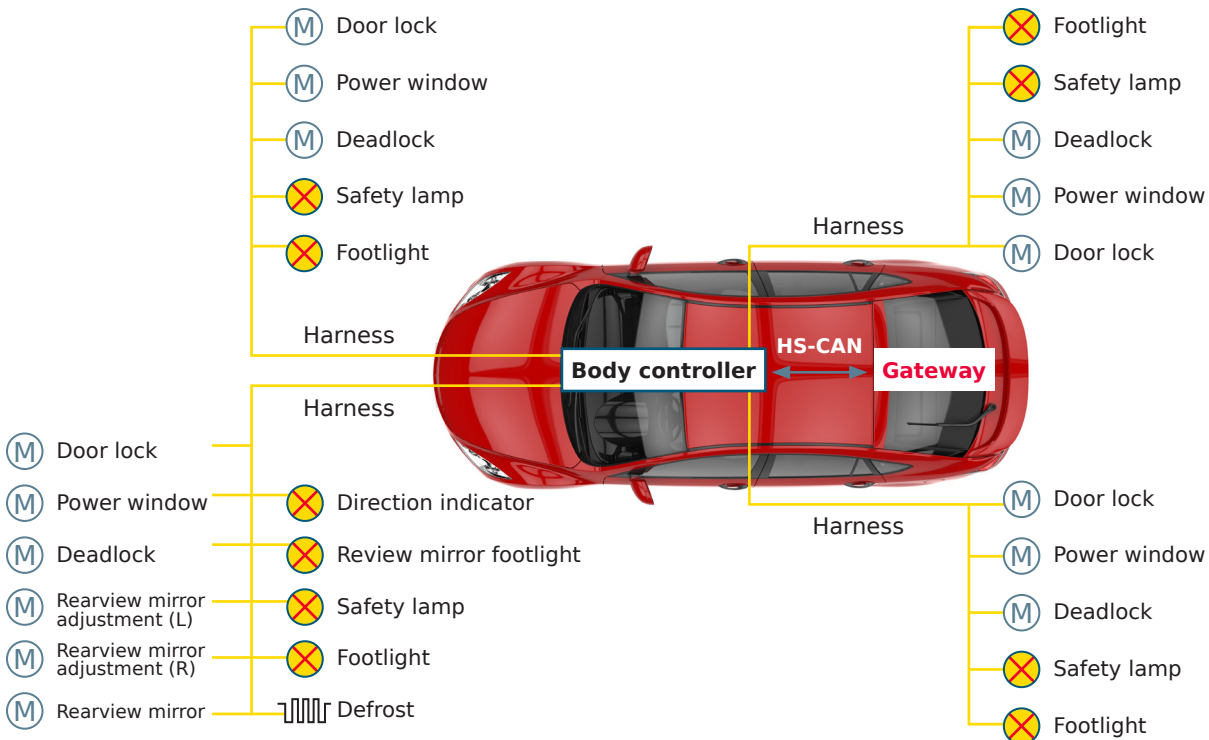 M Door lock
M Power window
M Deadlock
Safety lamp
Footlight
Harness
Footlight
Safety lamp
M Deadlock
M Power window
M Door lock
Harness
HS-CAN
Body controller
Gateway
Harness
M Door lock
M Power window
M Deadlock
M Rearview mirror
adjustment (L)
M Rearview mirror
adjustment (R)
M Rearview mirror
Direction indicator
Review mirror footlight
Safety lamp
Footlight
Defrost
Harness
M Door lock
M Power window
M Deadlock
Safety lamp
Footlight